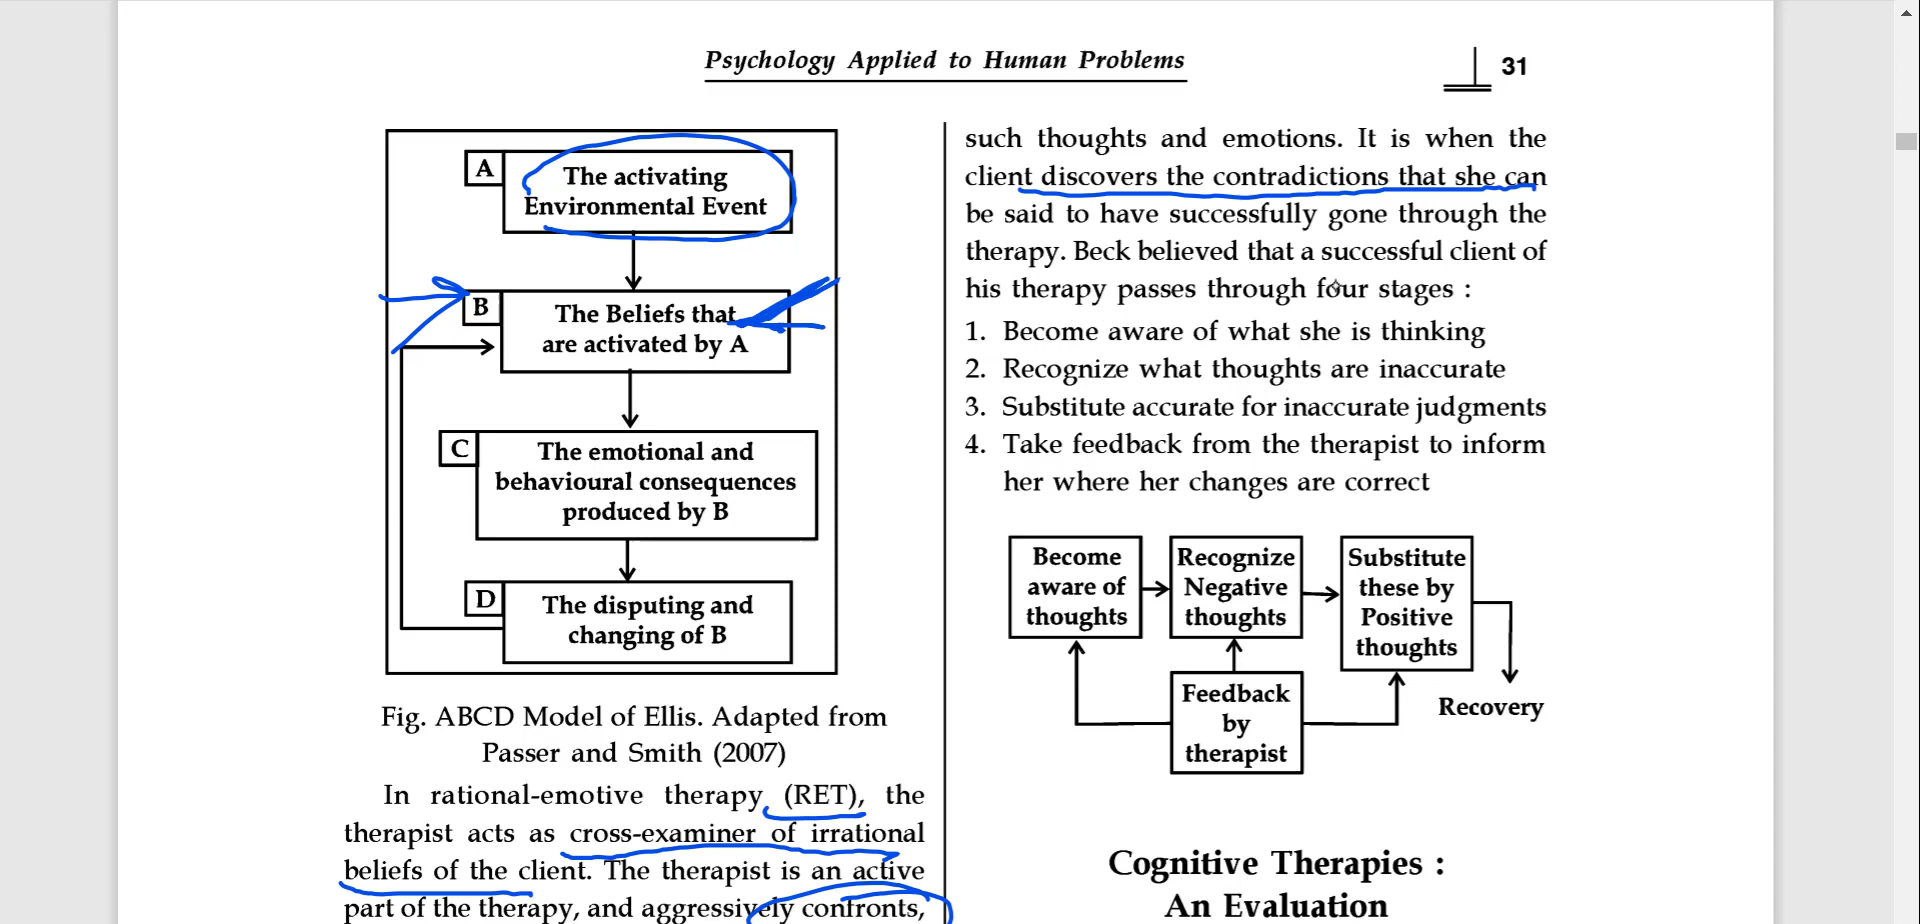 Psychology Applied to Human Problems
31
A
The activating
Environmental Event
B
The Beliefs that
are activated by A
C
The emotional and
behavioural consequences
produced by B
D
The disputing and
changing of B
Fig. ABCD Model of Ellis. Adapted from
Passer and Smith (2007)
In rational-emotive therapy (RET), the
therapist acts as cross-examiner of irrational
beliefs of the client. The therapist is an active
part of the therapy, and aggressively confronts,
such thoughts and emotions. It is when the
client discovers the contradictions that she can
be said to have successfully gone through the
therapy. Beck believed that a successful client of
his therapy passes through four stages :
1. Become aware of what she is thinking
2. Recognize what thoughts are inaccurate
3. Substitute accurate for inaccurate judgments
4. Take feedback from the therapist to inform
her where her changes are correct
Become
aware of
thoughts
Recognize
Negative
thoughts
Substitute
these by
Positive
thoughts
Feedback
by
therapist
Recovery
Cognitive Therapies :
An Evaluation